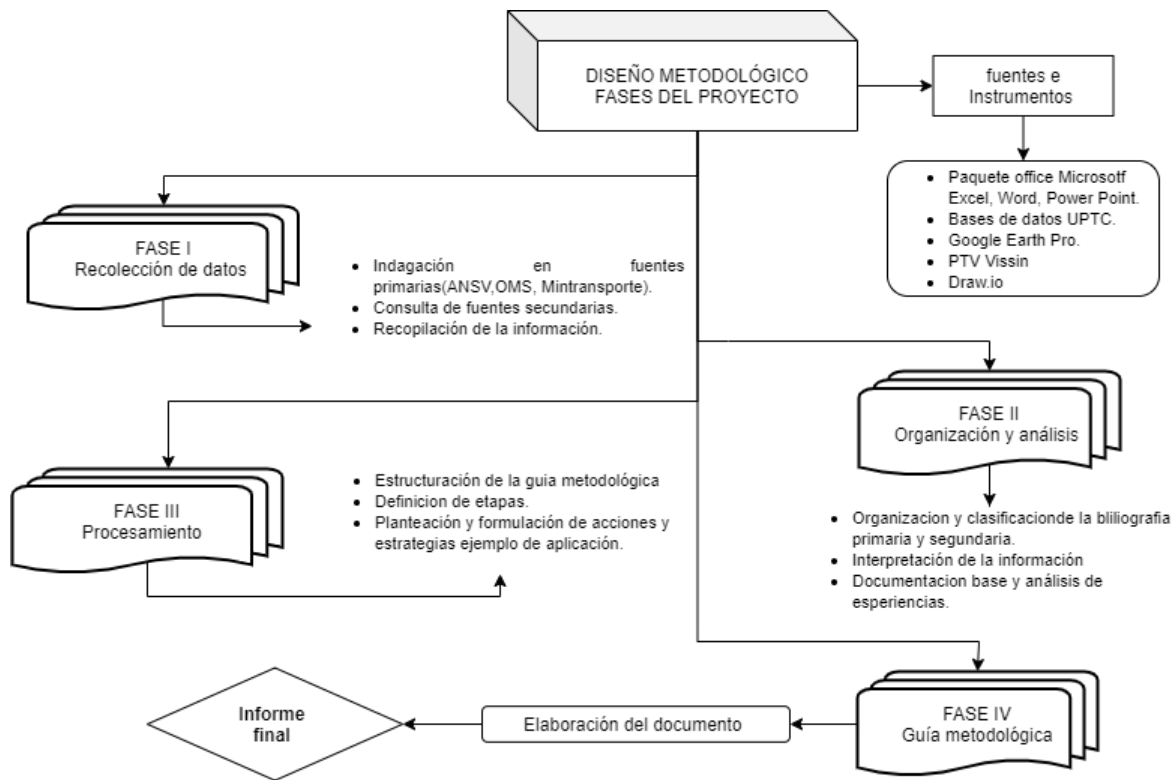 DISEÑO METODOLÓGICO
FASES DEL PROYECTO
fuentes e
Instrumentos
• Paquete office Microsotf
Excel, Word, Power Point.
• Bases de datos UPTC.
• Google Earth Pro.
• PTV Vissin
• Draw.io
FASE I
Recolección de datos
• Indagación en fuentes
primarias(ANSV,OMS, Mintransporte).
• Consulta de fuentes secundarias.
• Recopilación de la información.
FASE II
Organización y análisis
• Organizacion y clasificacionde la bliliografia
primaria y segundaria.
• Interpretación de la información
• Documentacion base y análisis de
esperiencias.
FASE III
Procesamiento
• Estructuración de la guia metodológica
• Definicion de etapas.
• Planteación y formulación de acciones y
estrategias ejemplo de aplicación.
FASE IV
Guía metodológica
Elaboración del documento
Informe
final